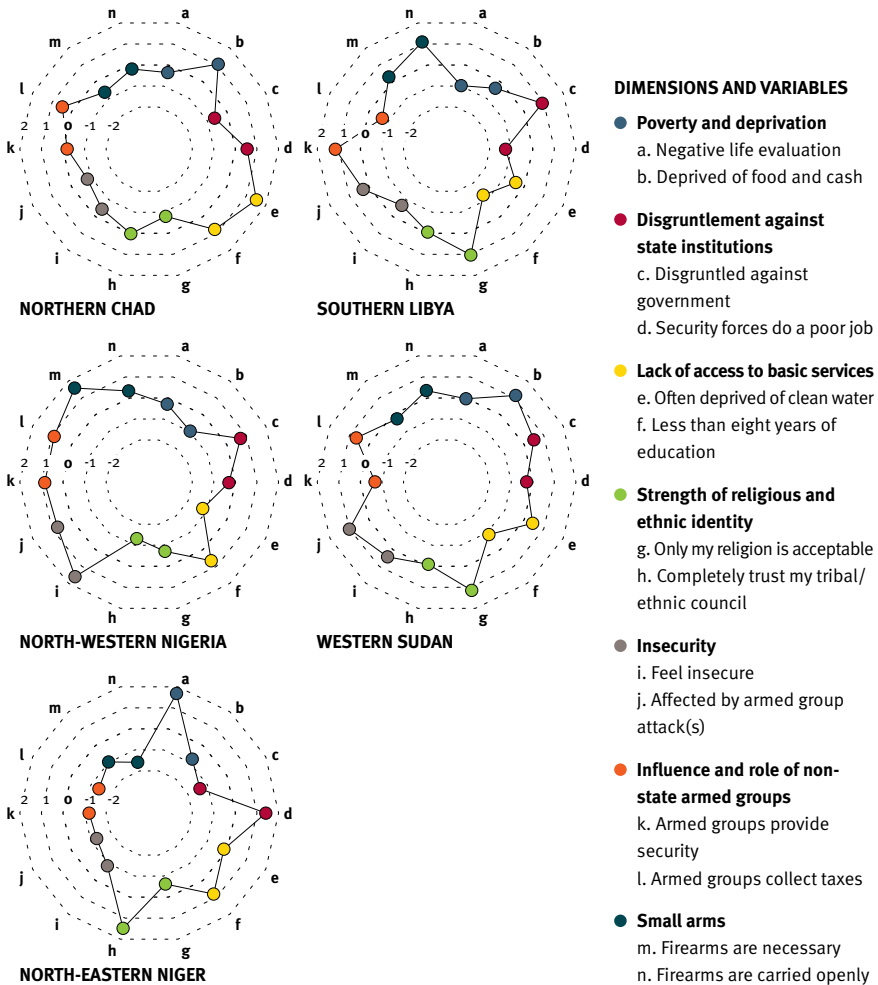 n a
m b
l c
2 1 0 -1 -2
k d
j e
i f
h g
NORTHERN CHAD
n a
m b
l c
2 1 0 -1 -2
k d
j e
i f
h g
SOUTHERN LIBYA
n a
m b
l c
2 1 0 -1 -2
k d
j e
i f
h g
NORTH-WESTERN NIGERIA
n a
m b
l c
2 1 0 -1 -2
k d
j e
i f
h g
WESTERN SUDAN
n a
m b
l c
2 1 0 -1 -2
k d
j e
i f
h g
NORTH-EASTERN NIGER
DIMENSIONS AND VARIABLES
Poverty and deprivation
a. Negative life evaluation
b. Deprived of food and cash
Disgruntlement against
state institutions
c. Disgruntled against
government
d. Security forces do a poor job
Lack of access to basic services
e. Often deprived of clean water
f. Less than eight years of
education
Strength of religious and
ethnic identity
g. Only my religion is acceptable
h. Completely trust my tribal/
ethnic council
Insecurity
i. Feel insecure
j. Affected by armed group
attack(s)
Influence and role of non-
state armed groups
k. Armed groups provide
security
l. Armed groups collect taxes
Small arms
m. Firearms are necessary
n. Firearms are carried openly